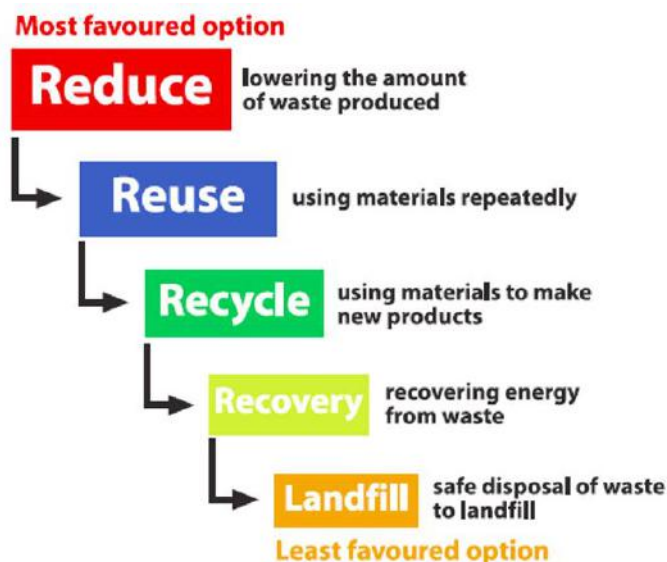 Most favoured option
Reduce
lowering the amount
of waste produced
Reuse
using materials repeatedly
Recycle
using materials to make
new products
Recovery
recovering energy
from waste
Landfill
safe disposal of waste
to landfill
Least favoured option